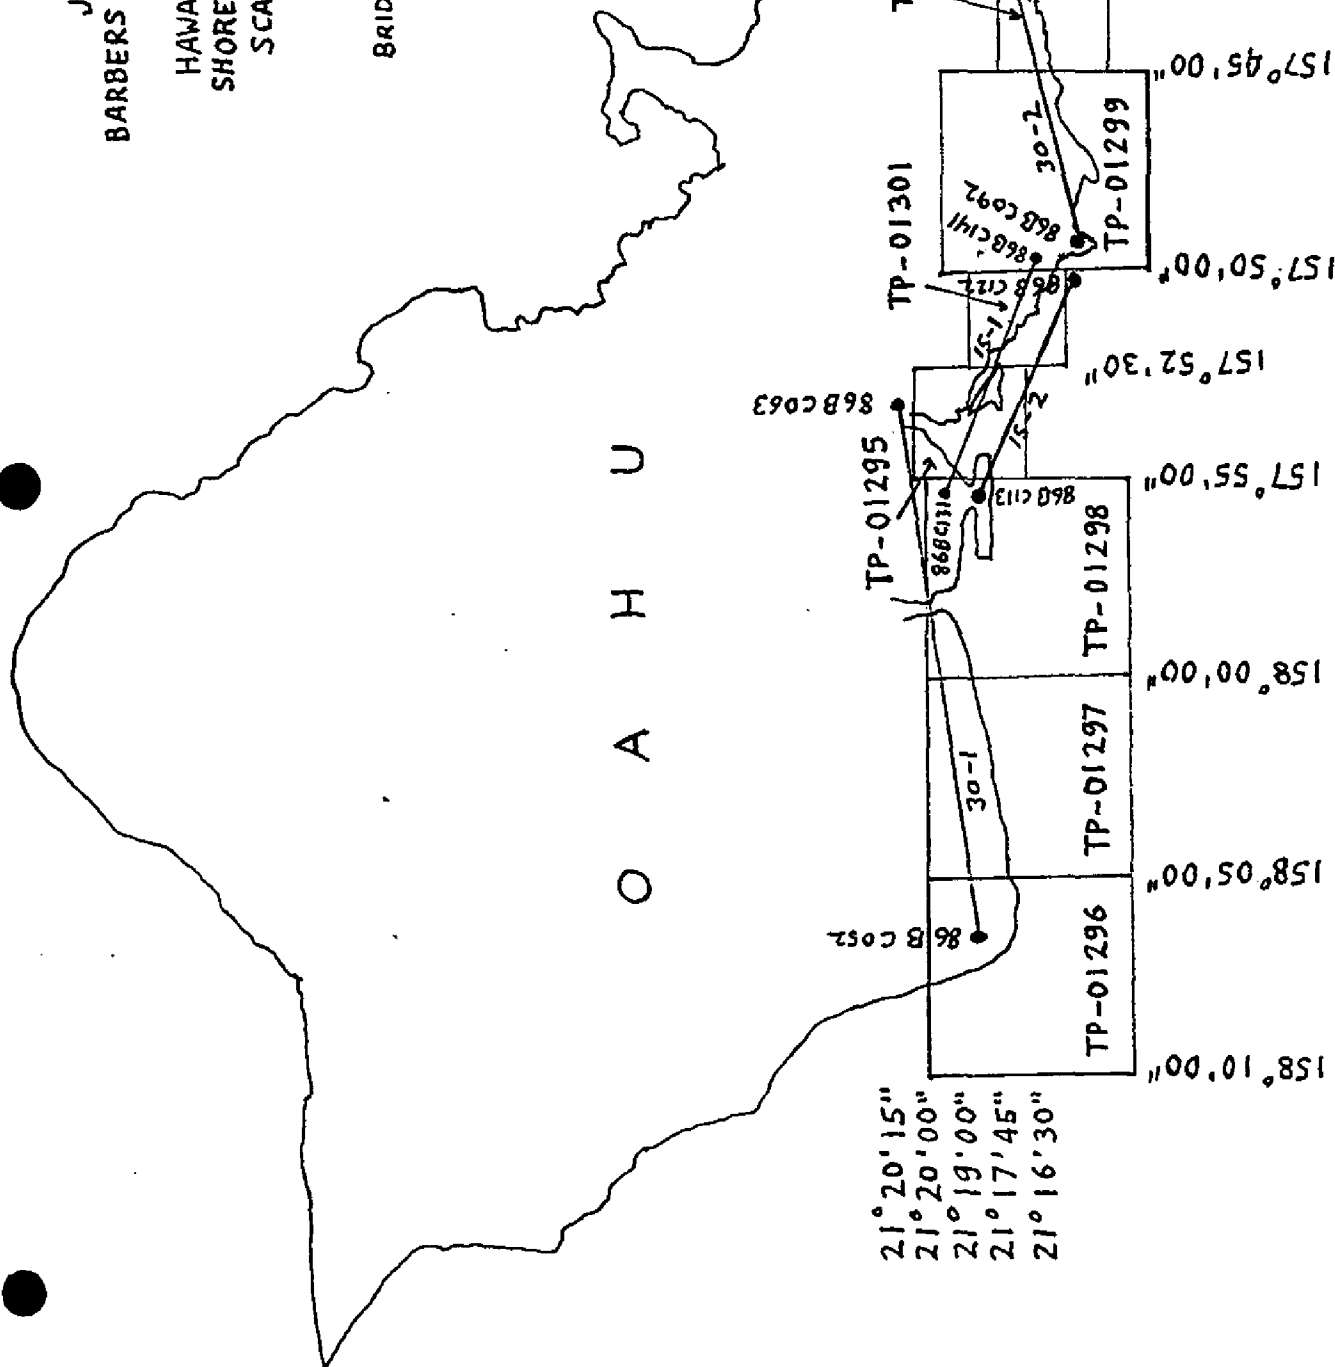 BARBERS
HAWA
SHORE
SCA
BRID
OAHU
TP-01295
TP-01301
TP-01296
TP-01297
TP-01298
TP-01299
86B C052
86B C063
86B C131
86B C113
86B C122
86B C141
86B C092
30-1
15-1
15-2
30-2
21° 20' 15"
21° 20' 00"
21° 19' 00"
21° 17' 45"
21° 16' 30"
158° 10' 00"
158° 05' 00"
158° 00' 00"
157° 55' 00"
157° 52' 30"
157° 50' 00"
157° 45' 00"